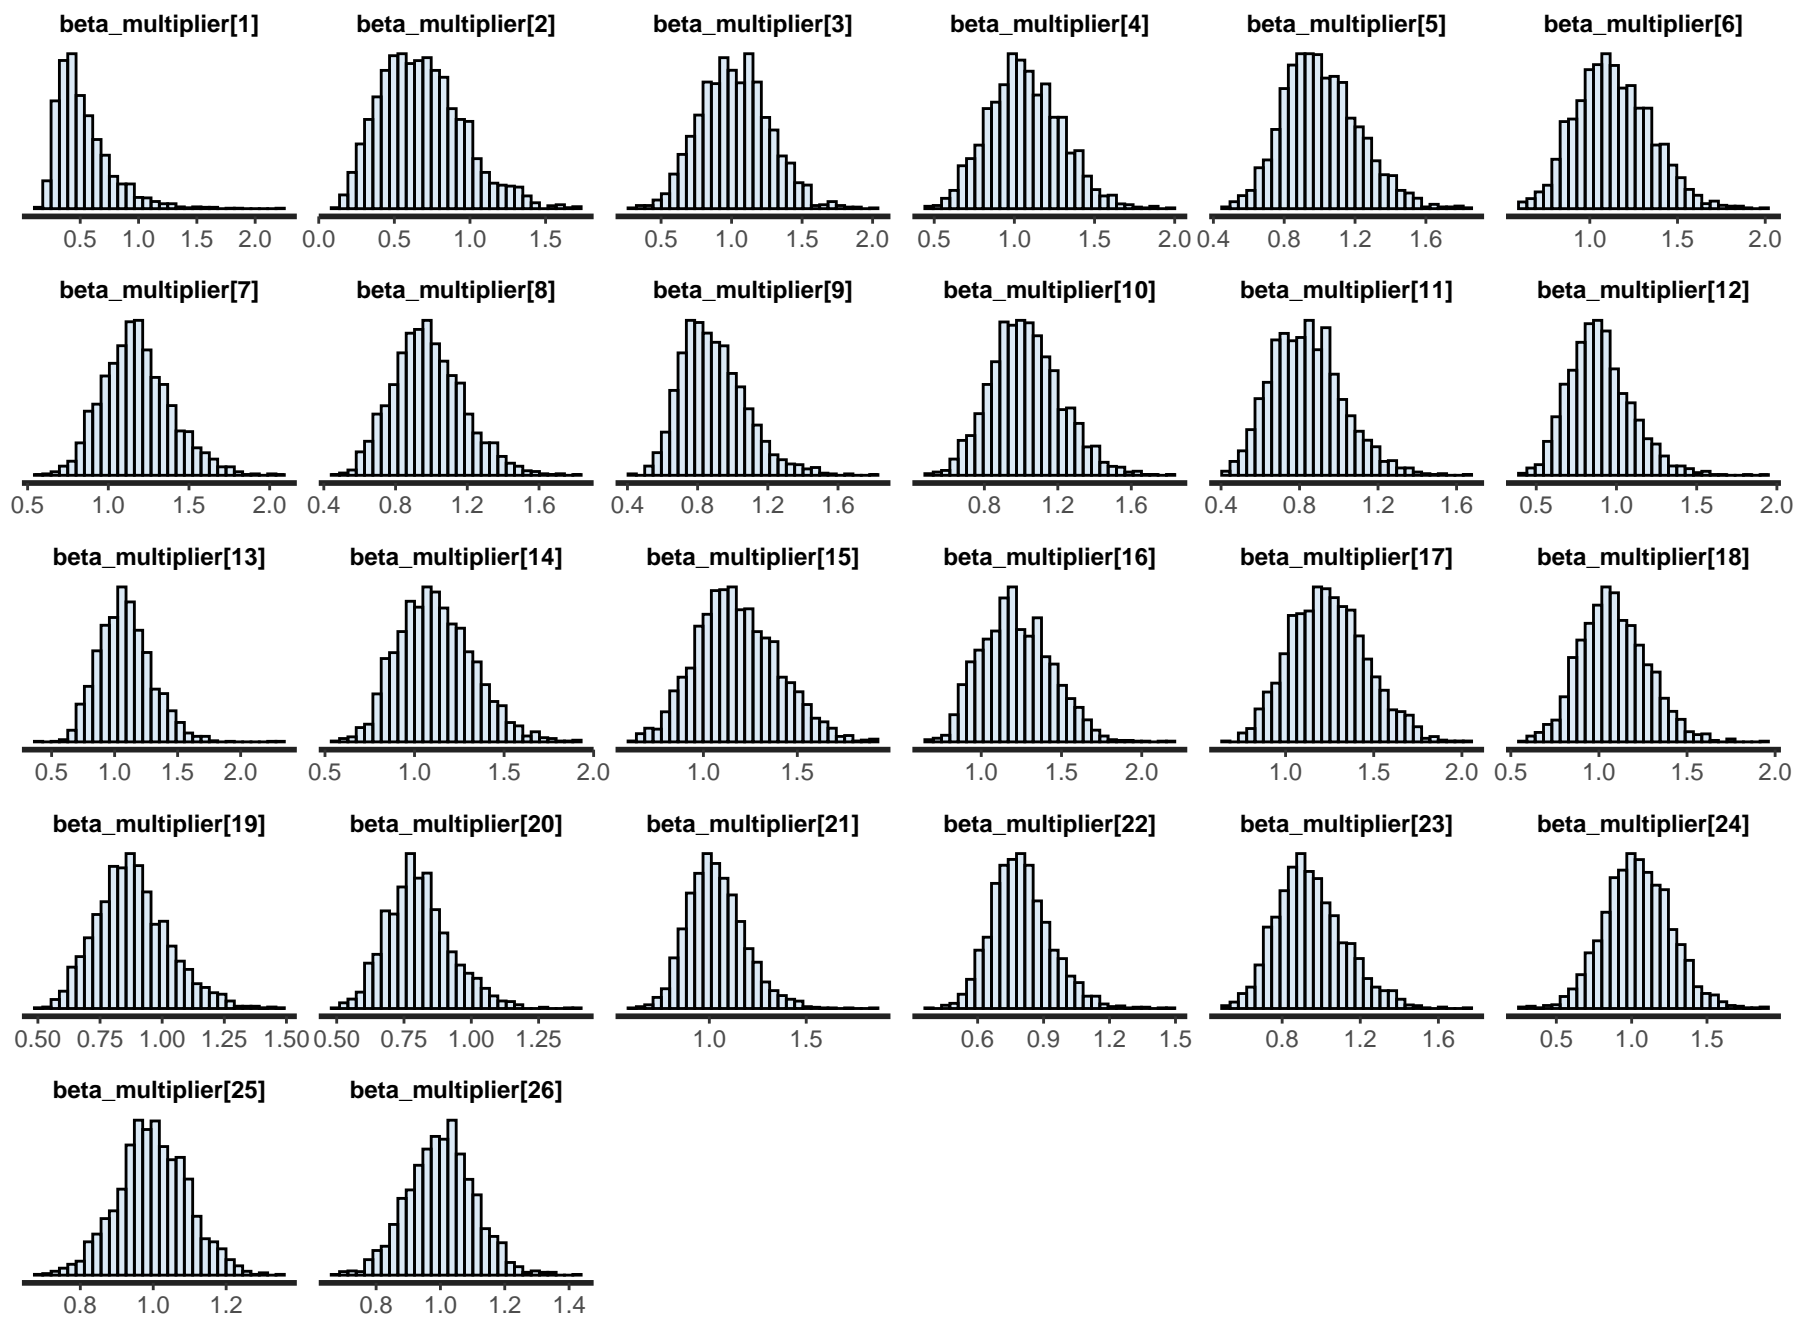 beta_multiplier[1] beta_multiplier[2] beta_multiplier[3] beta_multiplier[4] beta_multiplier[5] beta_multiplier[6]
0.5 1.0 1.5 2.0 0.0 0.5 1.0 1.5 0.5 1.0 1.5 2.0 0.5 1.0 1.5 2.0 0.4 0.8 1.2 1.6 1.0 1.5 2.0
beta_multiplier[7] beta_multiplier[8] beta_multiplier[9] beta_multiplier[10] beta_multiplier[11] beta_multiplier[12]
0.5 1.0 1.5 2.0 0.4 0.8 1.2 1.6 0.4 0.8 1.2 1.6 0.8 1.2 1.6 0.4 0.8 1.2 1.6 0.5 1.0 1.5 2.0
beta_multiplier[13] beta_multiplier[14] beta_multiplier[15] beta_multiplier[16] beta_multiplier[17] beta_multiplier[18]
0.5 1.0 1.5 2.0 0.5 1.0 1.5 2.0 1.0 1.5 1.0 1.5 2.0 1.0 1.5 2.0 0.5 1.0 1.5 2.0
beta_multiplier[19] beta_multiplier[20] beta_multiplier[21] beta_multiplier[22] beta_multiplier[23] beta_multiplier[24]
0.50 0.75 1.00 1.25 1.50 0.50 0.75 1.00 1.25 1.0 1.5 0.6 0.9 1.2 1.5 0.8 1.2 1.6 0.5 1.0 1.5
beta_multiplier[25] beta_multiplier[26]
0.8 1.0 1.2 0.8 1.0 1.2 1.4